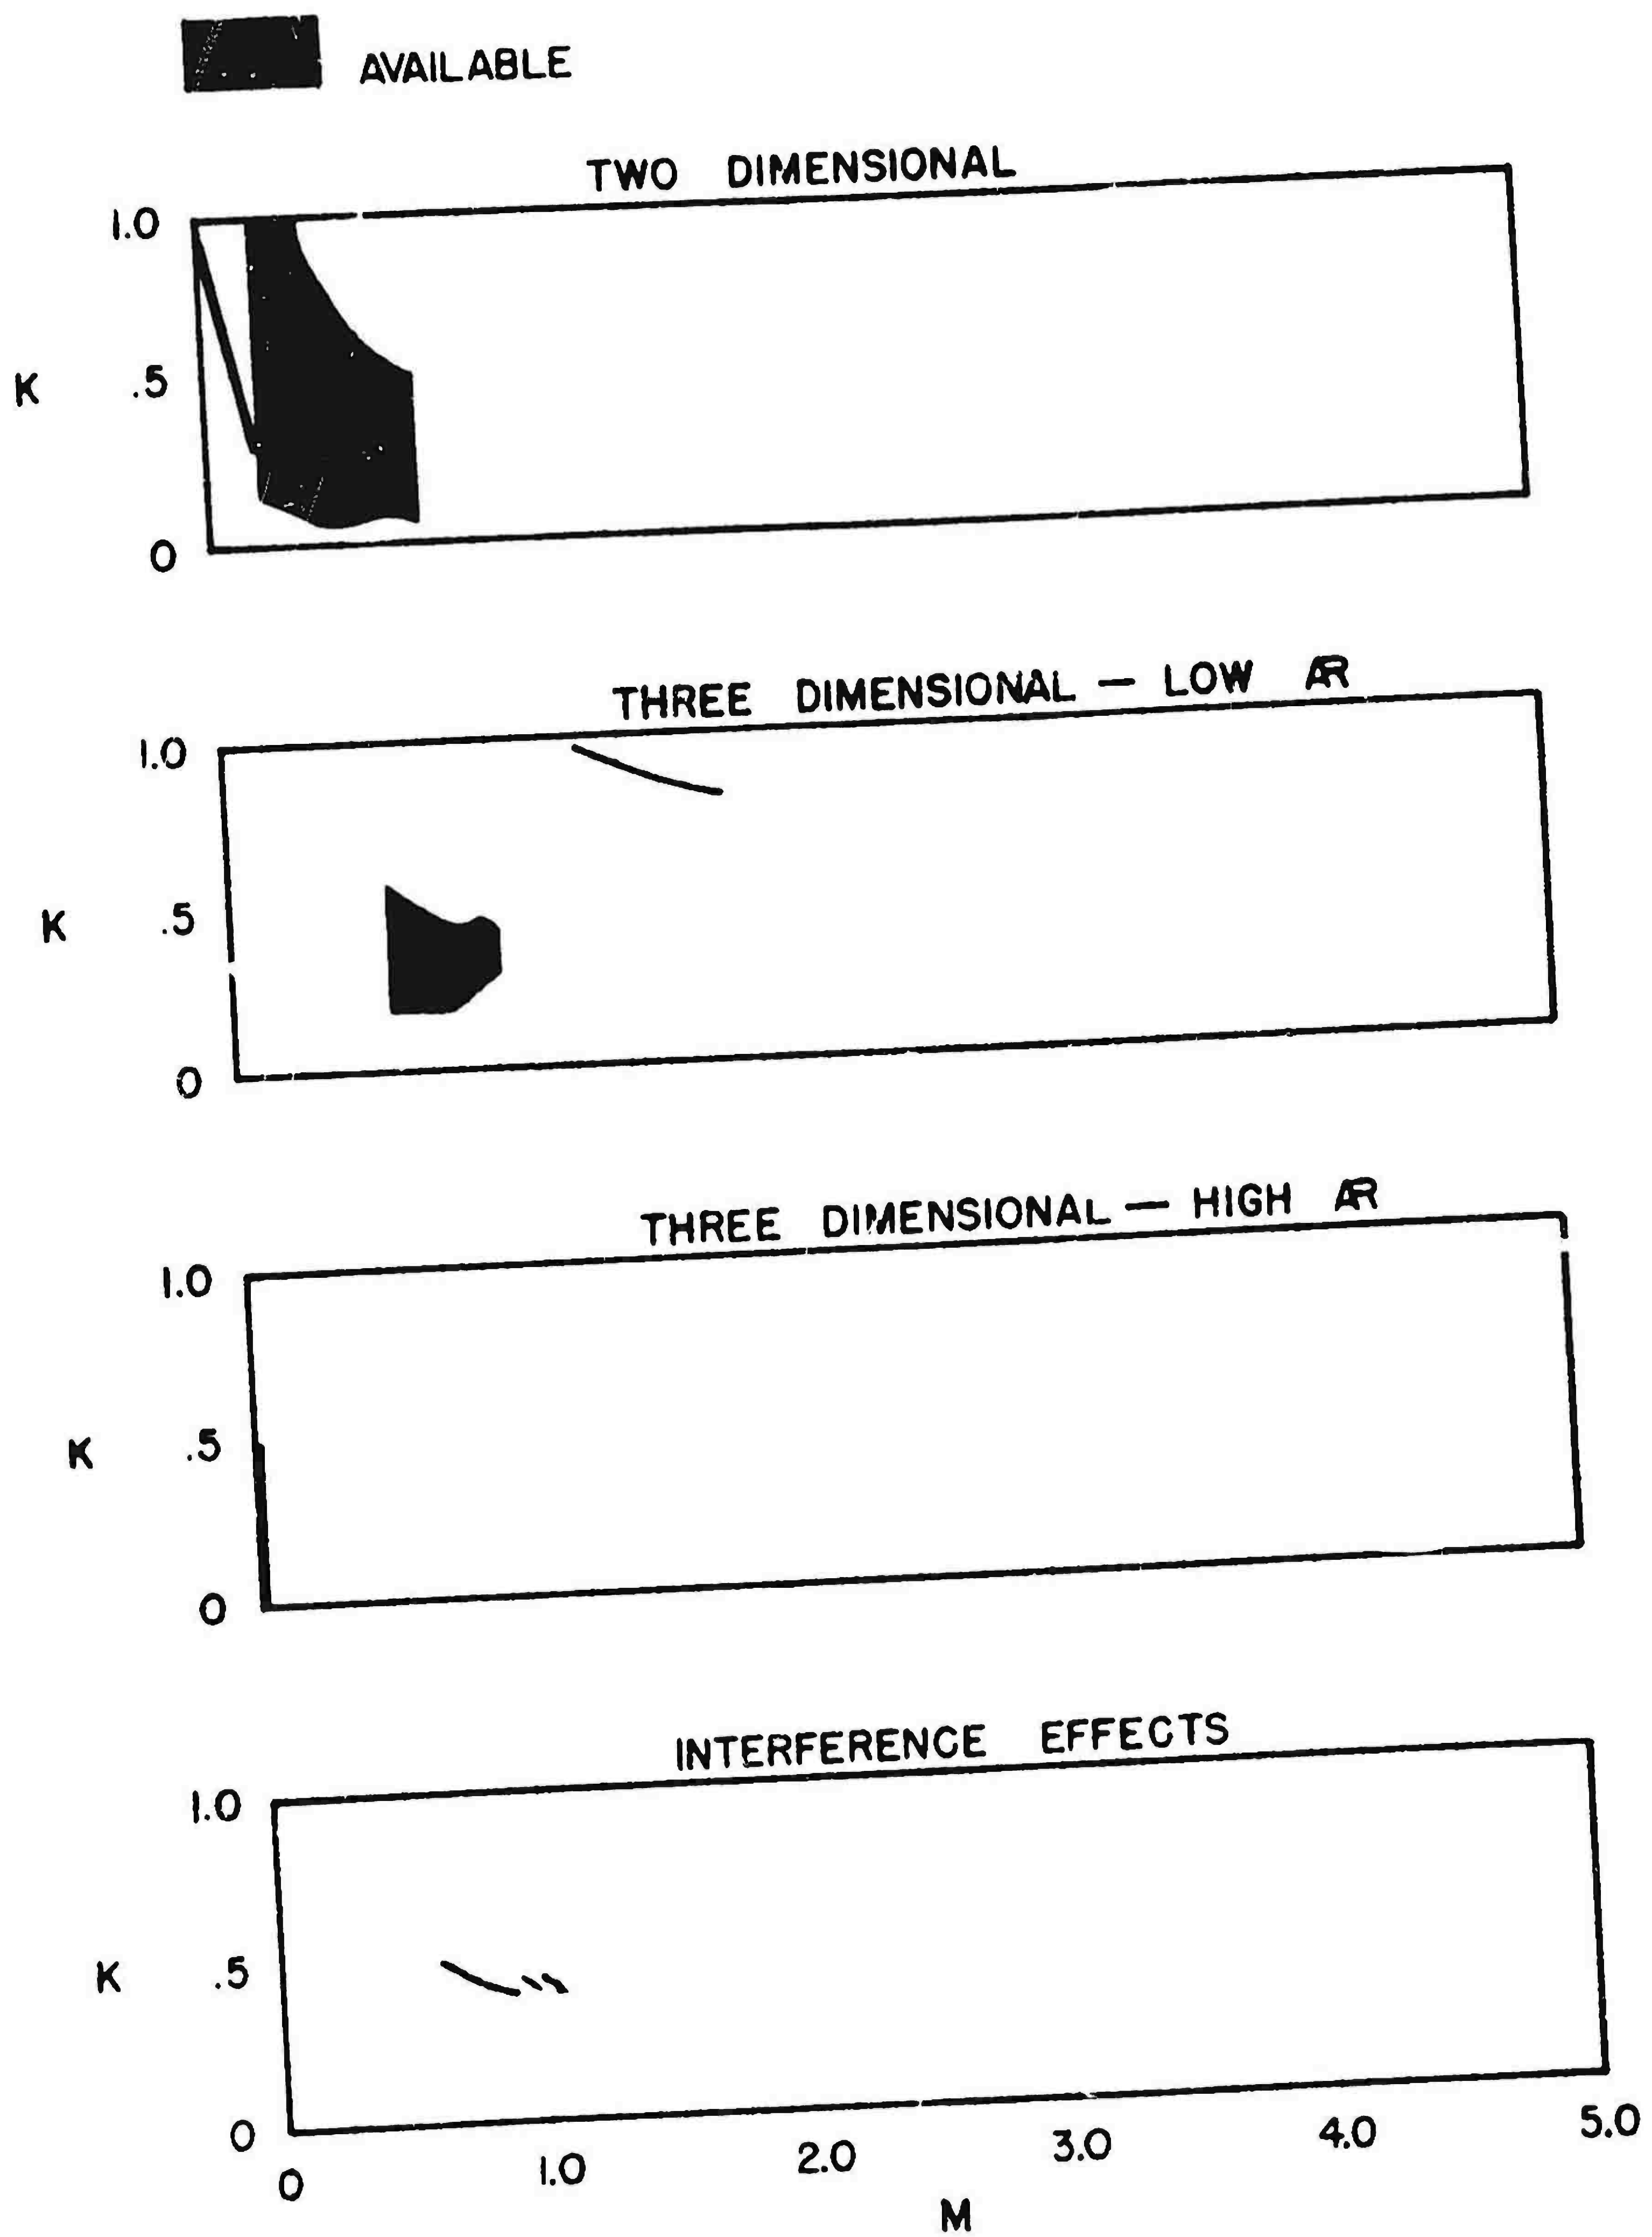 AVAILABLE
TWO DIMENSIONAL
1.0
K .5
0
THREE DIMENSIONAL — LOW AR
1.0
K .5
0
THREE DIMENSIONAL — HIGH AR
1.0
K .5
0
INTERFERENCE EFFECTS
1.0
K .5
0
0 1.0 2.0 3.0 4.0 5.0
M